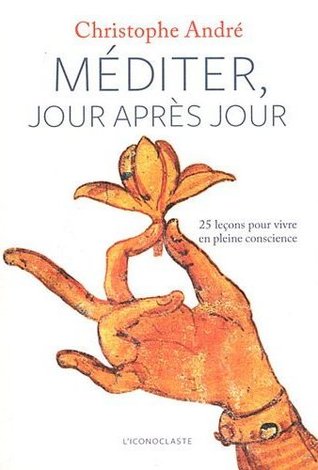 Christophe André
MÉDITER,
JOUR APRÈS JOUR
25 leçons pour vivre
en pleine conscience
L'ICONOCLASTE